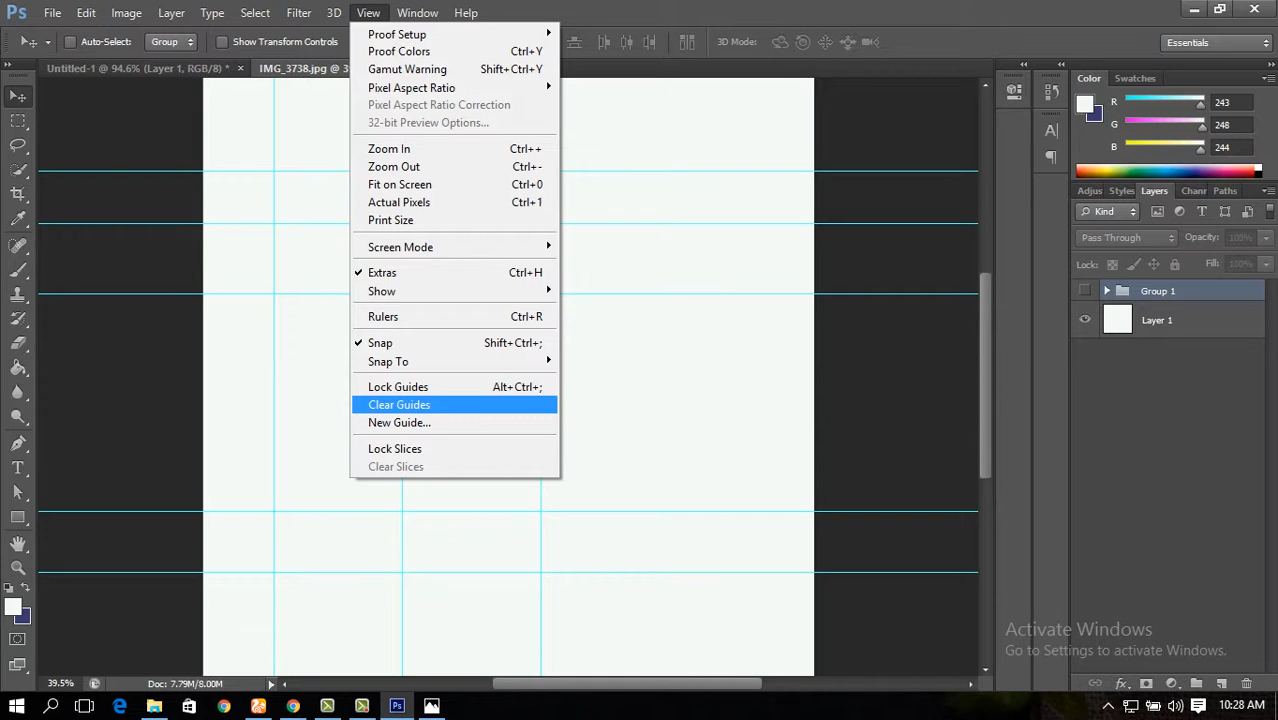 Ps File Edit Image Layer Type Select Filter 3D View Window Help
Auto-Select: Group Show Transform Controls 3D Mode: Essentials
Untitled-1 @ 94.6% (Layer 1, RGB/8) * × IMG_3738.jpg @ 3
Proof Setup
Proof Colors Ctrl+Y
Gamut Warning Shift+Ctrl+Y
Pixel Aspect Ratio
Pixel Aspect Ratio Correction
32-bit Preview Options...
Zoom In Ctrl++
Zoom Out Ctrl+-
Fit on Screen Ctrl+0
Actual Pixels Ctrl+1
Print Size
Screen Mode
Extras Ctrl+H
Show
Rulers Ctrl+R
Snap Shift+Ctrl+;
Snap To
Lock Guides Alt+Ctrl+;
Clear Guides
New Guide...
Lock Slices
Clear Slices
Color Swatches
R 243
G 248
B 244
Adjus Styles Layers Chanr Paths
Kind
Pass Through Opacity: 100%
Lock: Fill: 100%
Group 1
Layer 1
Activate Windows
Go to Settings to activate Windows.
39.5% Doc: 7.79M/8.00M
Ps 10:28 AM